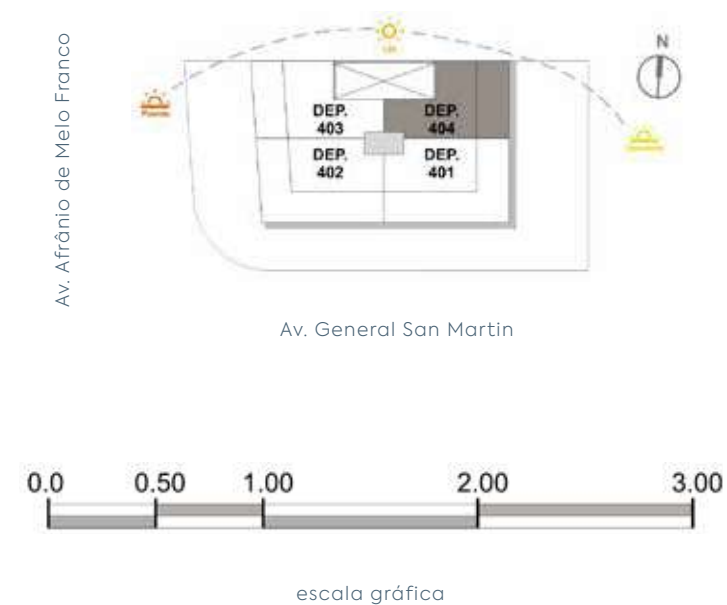 Av. Afrânio de Melo Franco
N
DEP.
403
DEP.
404
DEP.
402
DEP.
401
Av. General San Martin
0.0 0.50 1.00 2.00 3.00
escala gráfica